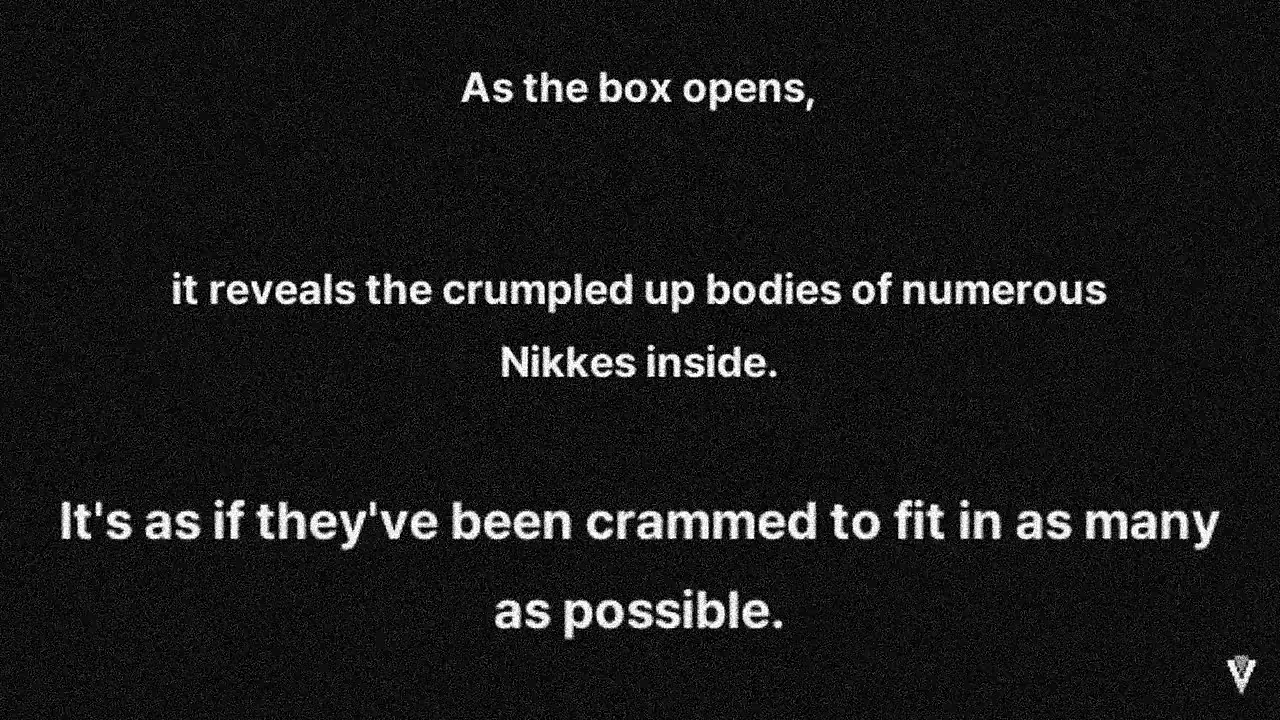 As the box opens,
it reveals the crumpled up bodies of numerous
Nikkes inside.
It's as if they've been crammed to fit in as many
as possible.